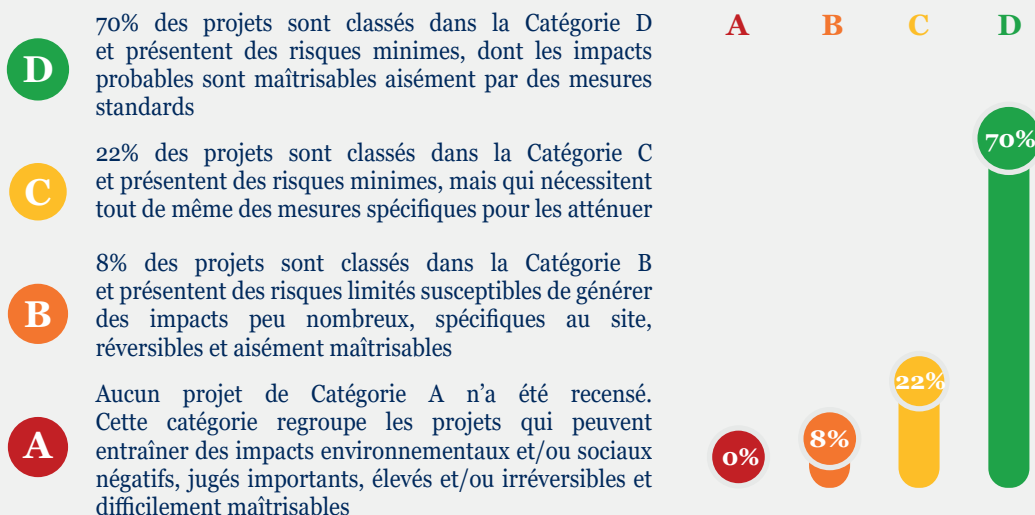 D
70% des projets sont classés dans la Catégorie D
et présentent des risques minimes, dont les impacts
probables sont maîtrisables aisément par des mesures
standards
C
22% des projets sont classés dans la Catégorie C
et présentent des risques minimes, mais qui nécessitent
tout de même des mesures spécifiques pour les atténuer
B
8% des projets sont classés dans la Catégorie B
et présentent des risques limités susceptibles de générer
des impacts peu nombreux, spécifiques au site,
réversibles et aisément maîtrisables
A
Aucun projet de Catégorie A n'a été recensé.
Cette catégorie regroupe les projets qui peuvent
entraîner des impacts environnementaux et/ou sociaux
négatifs, jugés importants, élevés et/ou irréversibles et
difficilement maîtrisables
A B C D
0% 8% 22% 70%